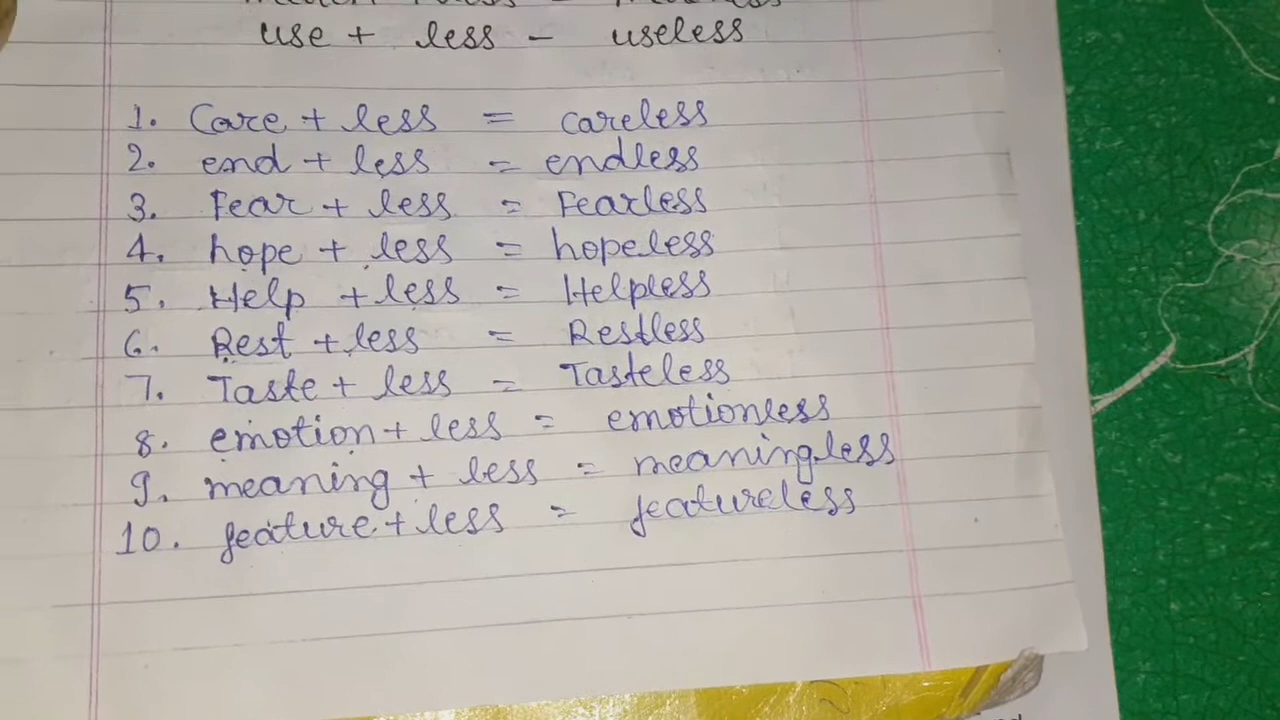 use + less - useless
1. Care + less = careless
2. end + less = endless
3. Fear + less = Fearless
4. hope + less = hopeless
5. Help + less = Helpless
6. Rest + less = Restless
7. Taste + less = Tasteless
8. emotion + less = emotionless
9. meaning + less = meaningless
10. feature + less = featureless